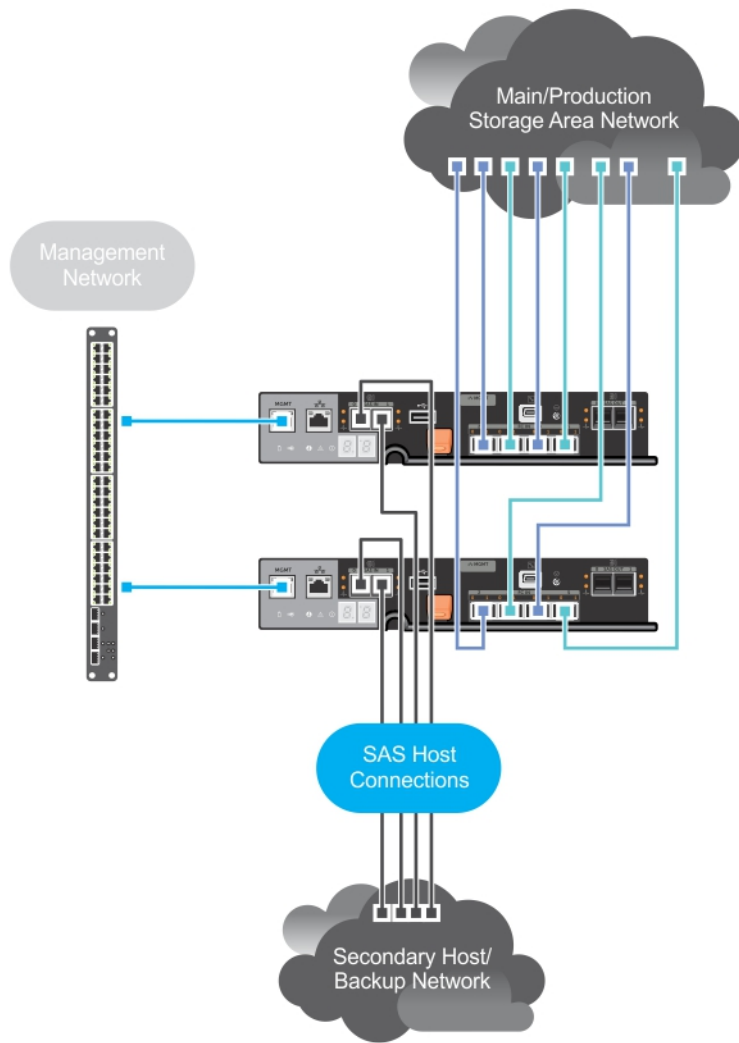 Main/Production
Storage Area Network
Management
Network
MGMT
MGMT
SAS Host
Connections
Secondary Host/
Backup Network